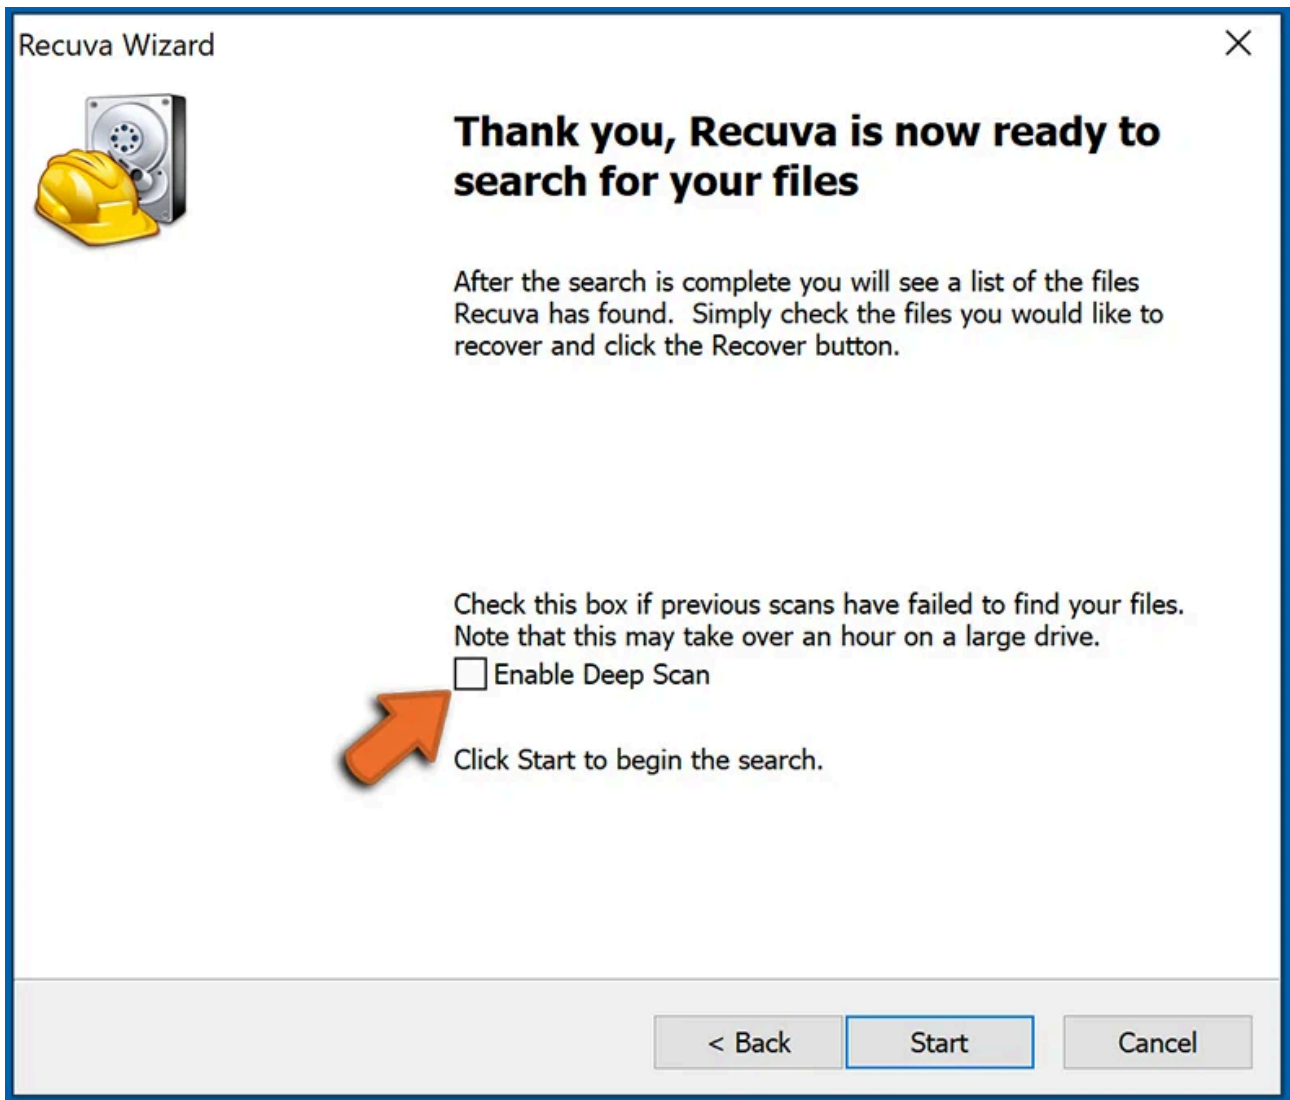 Recuva Wizard
Thank you, Recuva is now ready to
search for your files
After the search is complete you will see a list of the files
Recuva has found.  Simply check the files you would like to
recover and click the Recover button.
Check this box if previous scans have failed to find your files.
Note that this may take over an hour on a large drive.
Enable Deep Scan
Click Start to begin the search.
< Back
Start
Cancel